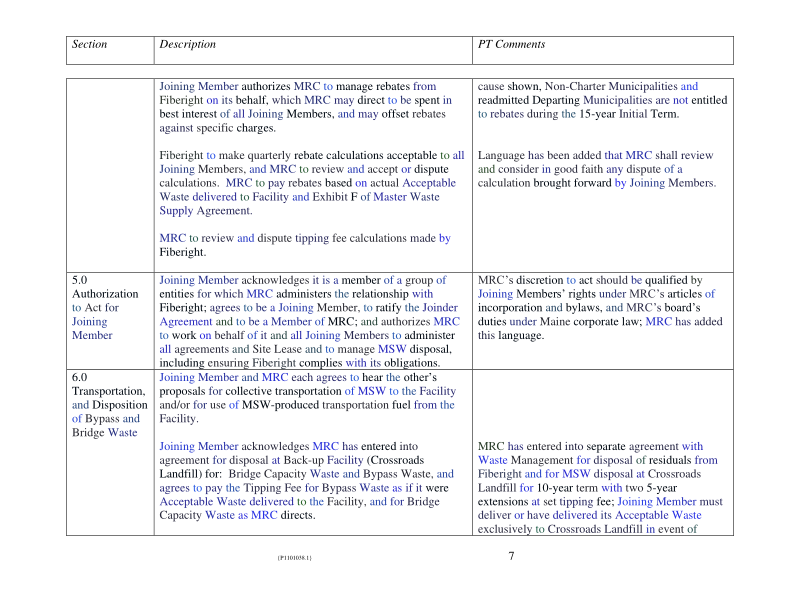 Section Description PT Comments
Joining Member authorizes MRC to manage rebates from
Fiberight on its behalf, which MRC may direct to be spent in
best interest of all Joining Members, and may offset rebates
against specific charges.
Fiberight to make quarterly rebate calculations acceptable to all
Joining Members, and MRC to review and accept or dispute
calculations.  MRC to pay rebates based on actual Acceptable
Waste delivered to Facility and Exhibit F of Master Waste
Supply Agreement.
MRC to review and dispute tipping fee calculations made by
Fiberight.
cause shown, Non-Charter Municipalities and
readmitted Departing Municipalities are not entitled
to rebates during the 15-year Initial Term.
Language has been added that MRC shall review
and consider in good faith any dispute of a
calculation brought forward by Joining Members.
5.0
Authorization
to Act for
Joining
Member
Joining Member acknowledges it is a member of a group of
entities for which MRC administers the relationship with
Fiberight; agrees to be a Joining Member, to ratify the Joinder
Agreement and to be a Member of MRC; and authorizes MRC
to work on behalf of it and all Joining Members to administer
all agreements and Site Lease and to manage MSW disposal,
including ensuring Fiberight complies with its obligations.
MRC's discretion to act should be qualified by
Joining Members' rights under MRC's articles of
incorporation and bylaws, and MRC's board's
duties under Maine corporate law; MRC has added
this language.
6.0
Transportation,
and Disposition
of Bypass and
Bridge Waste
Joining Member and MRC each agrees to hear the other's
proposals for collective transportation of MSW to the Facility
and/or for use of MSW-produced transportation fuel from the
Facility.
Joining Member acknowledges MRC has entered into
agreement for disposal at Back-up Facility (Crossroads
Landfill) for:  Bridge Capacity Waste and Bypass Waste, and
agrees to pay the Tipping Fee for Bypass Waste as if it were
Acceptable Waste delivered to the Facility, and for Bridge
Capacity Waste as MRC directs.
MRC has entered into separate agreement with
Waste Management for disposal of residuals from
Fiberight and for MSW disposal at Crossroads
Landfill for 10-year term with two 5-year
extensions at set tipping fee; Joining Member must
deliver or have delivered its Acceptable Waste
exclusively to Crossroads Landfill in event of
{P1101038.1} 7